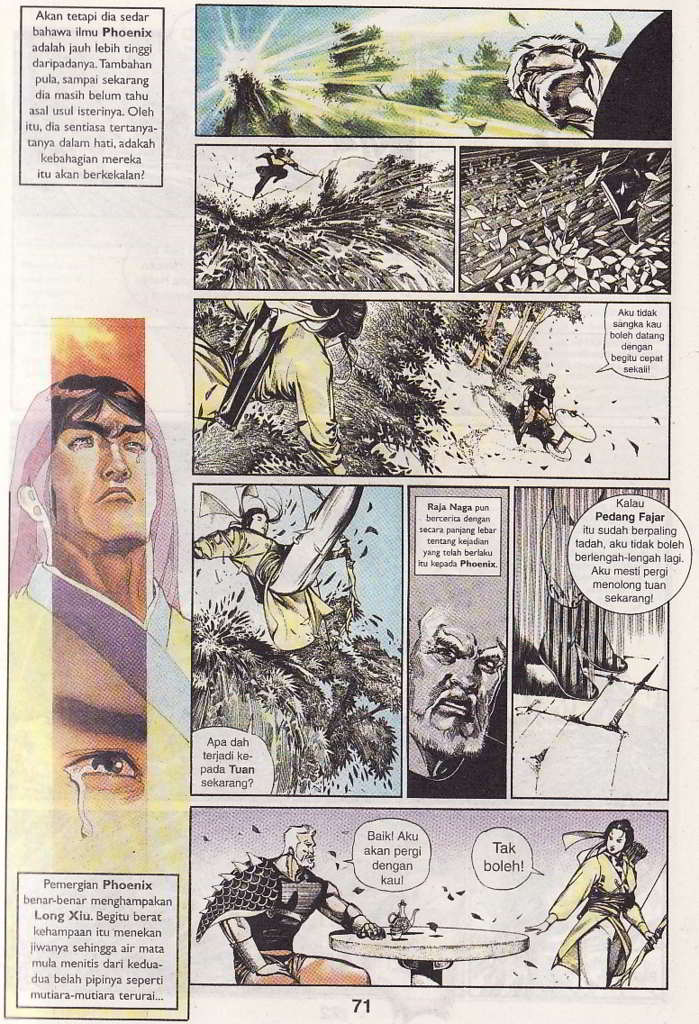 Akan tetapi dia sedar
bahawa ilmu Phoenix
adalah jauh lebih tinggi
daripadanya. Tambahan
pula, sampai sekarang
dia masih belum tahu
asal usul isterinya. Oleh
itu, dia sentiasa tertanya-
tanya dalam hati, adakah
kebahagian mereka
itu akan berkekalan?
Aku tidak
sangka kau
boleh datang
dengan
begitu cepat
sekali!
Apa dah
terjadi ke-
pada Tuan
sekarang?
Raja Naga pun
bercerita dengan
secara panjang lebar
tentang kejadian
yang telah berlaku
itu kepada Phoenix.
Kalau
Pedang Fajar
itu sudah berpaling
tadah, aku tidak boleh
berlengah-lengah lagi.
Aku mesti pergi
menolong tuan
sekarang!
Pemergian Phoenix
benar-benar menghampakan
Long Xiu. Begitu berat
kehampaan itu menekan
jiwanya sehingga air mata
mula menitis dari kedua-
dua belah pipinya seperti
mutiara-mutiara terurai...
Baik! Aku
akan pergi
dengan
kau!
Tak
boleh!
71